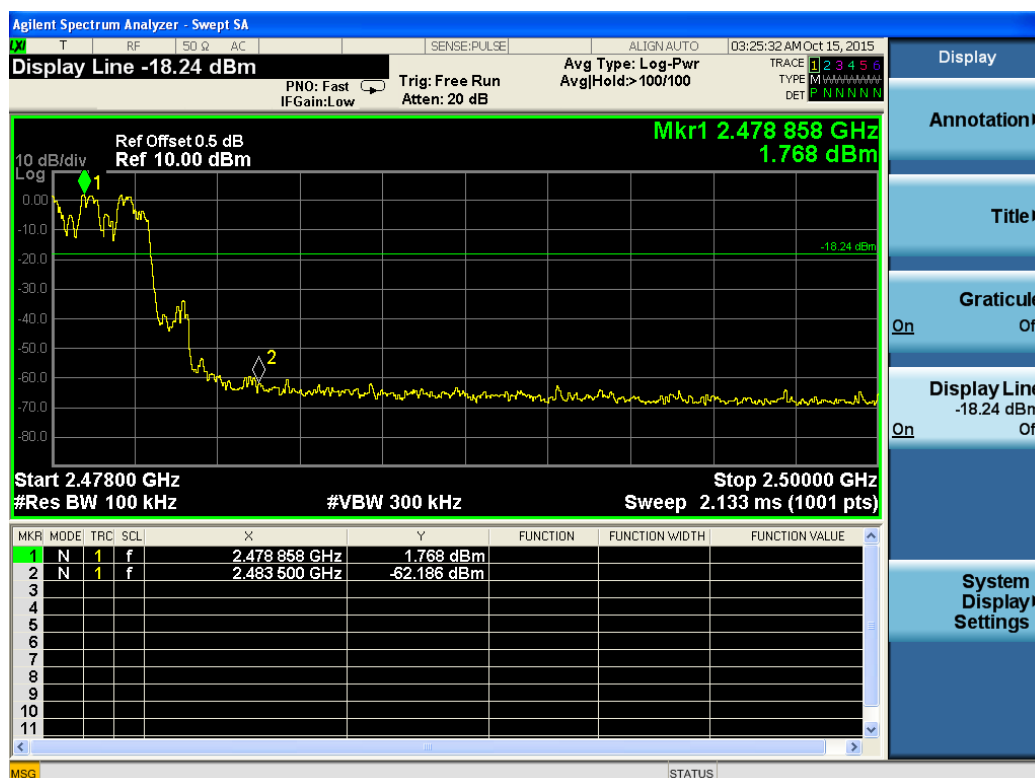 Agilent Spectrum Analyzer - Swept SA
LXI T RF 50 Ω AC SENSE:PULSE ALIGN AUTO 03:25:32 AM Oct 15, 2015
Display Line -18.24 dBm
PNO: Fast
IFGain:Low
Trig: Free Run
Atten: 20 dB
Avg Type: Log-Pwr
Avg|Hold:>100/100
TRACE 1 2 3 4 5 6
TYPE M
DET P N N N N N
Ref Offset 0.5 dB
10 dB/div Ref 10.00 dBm
Log
Mkr1 2.478 858 GHz
1.768 dBm
1
0.00
-10.0
-18.24 dBm
-20.0
-30.0
-40.0
-50.0
2
-60.0
-70.0
-80.0
Start 2.47800 GHz Stop 2.50000 GHz
#Res BW 100 kHz #VBW 300 kHz Sweep 2.133 ms (1001 pts)
MKR MODE TRC SCL X Y FUNCTION FUNCTION WIDTH FUNCTION VALUE
1 N 1 f 2.478 858 GHz 1.768 dBm
2 N 1 f 2.483 500 GHz -62.186 dBm
3
4
5
6
7
8
9
10
11
MSG STATUS
Display
Annotation
Title
Graticule
On Of
Display Line
-18.24 dBm
On Of
System
Display
Settings